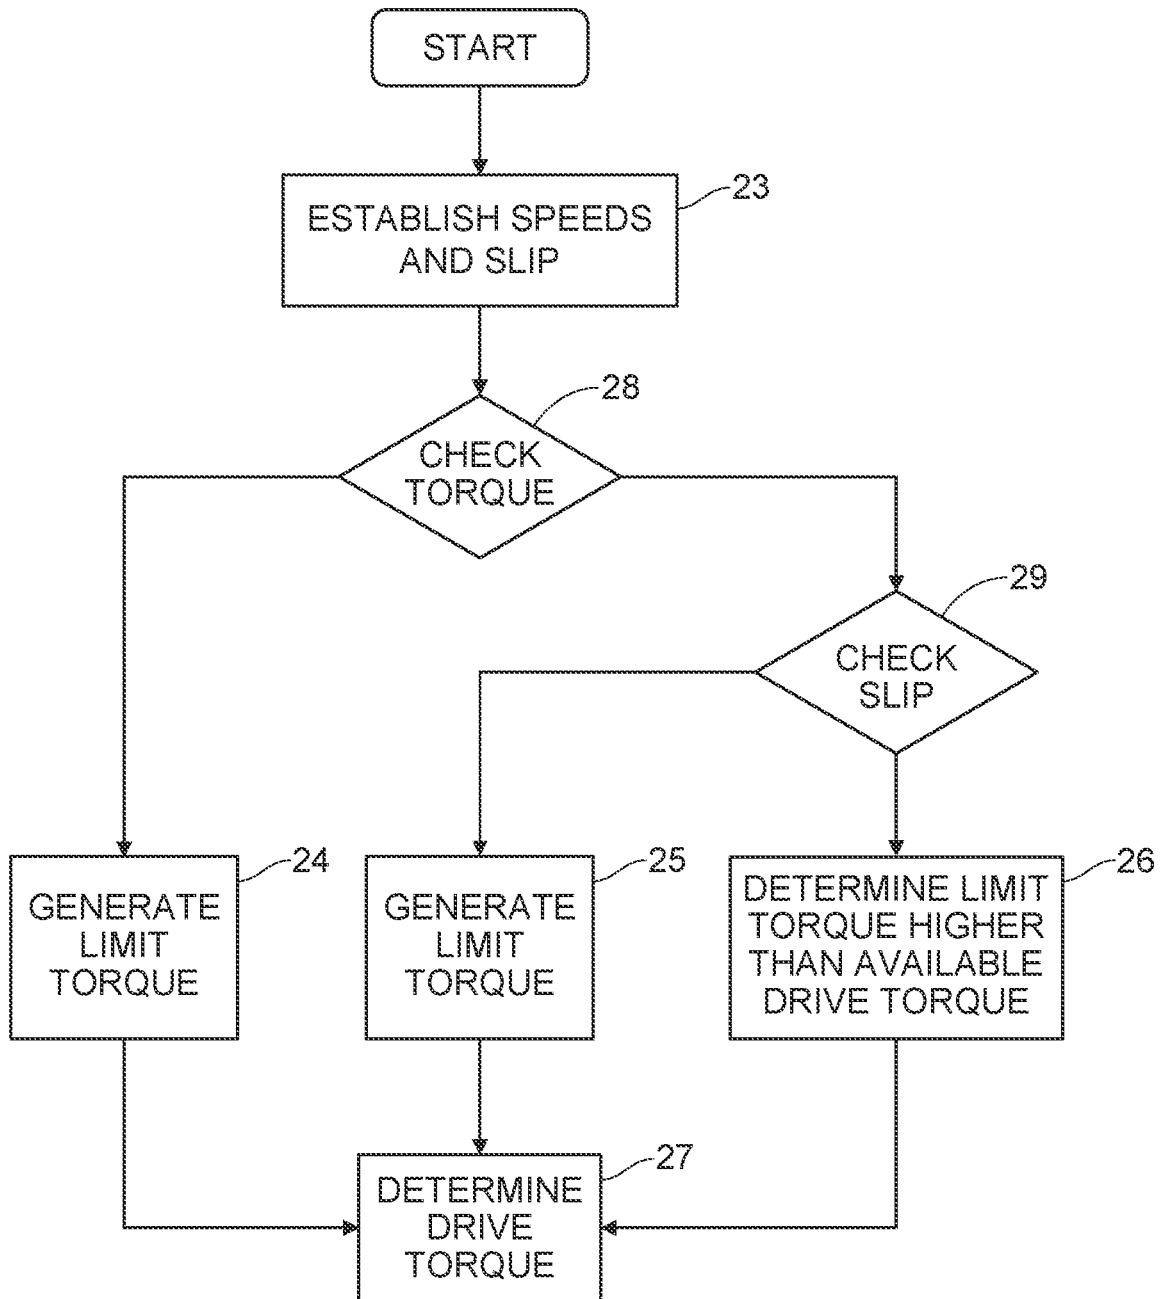 START
23
ESTABLISH SPEEDS
AND SLIP
28
CHECK
TORQUE
29
CHECK
SLIP
24
GENERATE
LIMIT
TORQUE
25
GENERATE
LIMIT
TORQUE
26
DETERMINE LIMIT
TORQUE HIGHER
THAN AVAILABLE
DRIVE TORQUE
27
DETERMINE
DRIVE
TORQUE